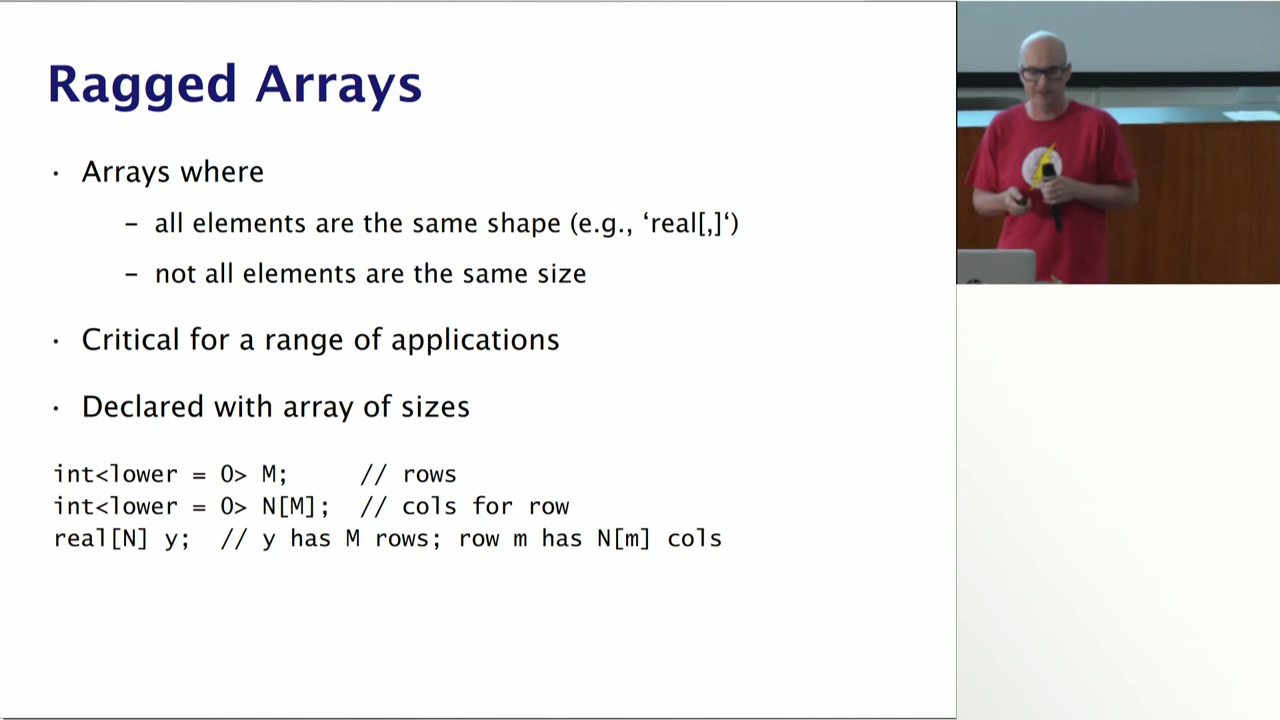 Ragged Arrays
· Arrays where
– all elements are the same shape (e.g., ‘real[,]‘)
– not all elements are the same size
· Critical for a range of applications
· Declared with array of sizes
int<lower = 0> M;     // rows
int<lower = 0> N[M];  // cols for row
real[N] y;  // y has M rows; row m has N[m] cols